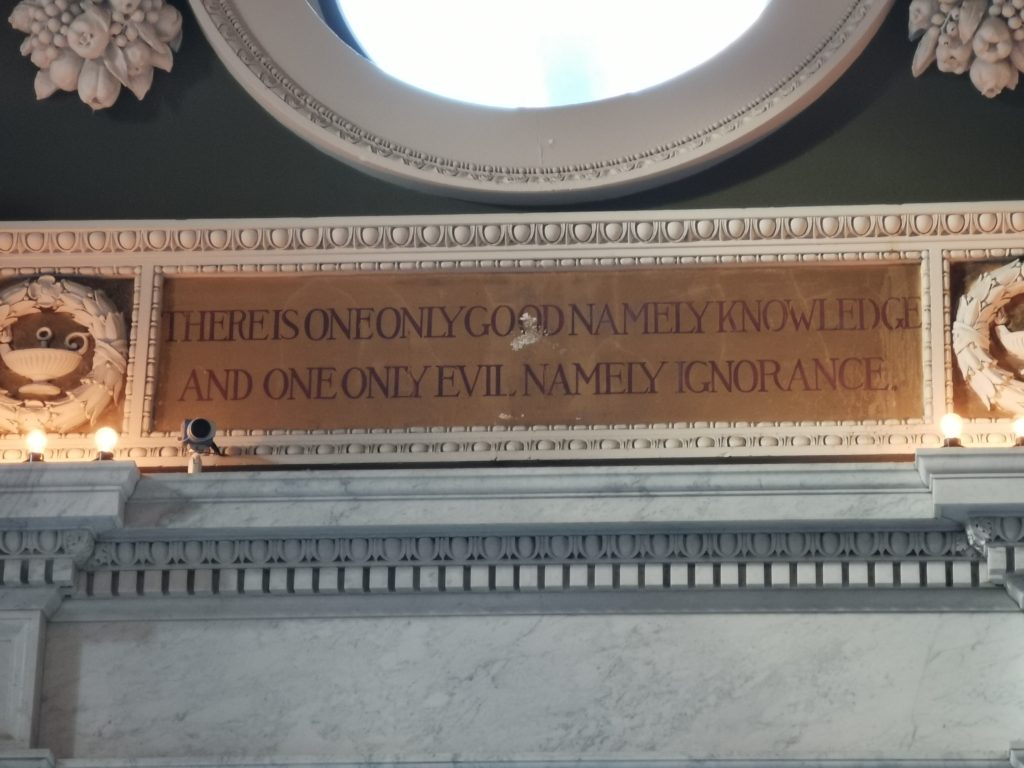 THERE IS ONE ONLY GOOD NAMELY KNOWLEDGE
AND ONE ONLY EVIL NAMELY IGNORANCE.